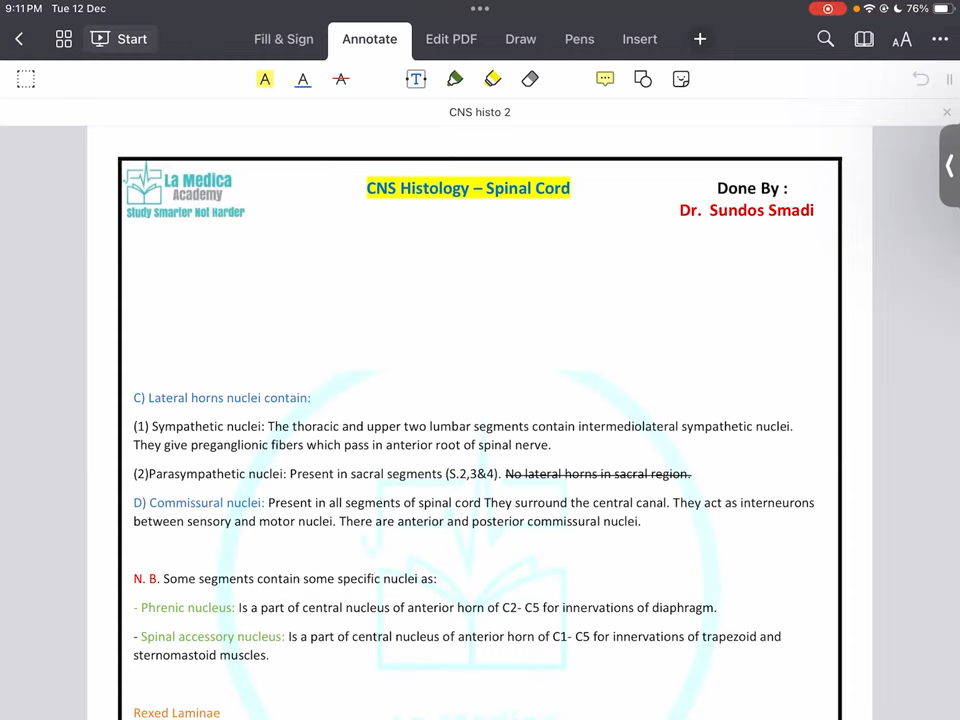 9:11 PM Tue 12 Dec
76%
Start
Fill & Sign
Annotate
Edit PDF
Draw
Pens
Insert
CNS histo 2
La Medica
Academy
Study Smarter Not Harder
CNS Histology – Spinal Cord
Done By :
Dr. Sundos Smadi
C) Lateral horns nuclei contain:
(1) Sympathetic nuclei: The thoracic and upper two lumbar segments contain intermediolateral sympathetic nuclei.
They give preganglionic fibers which pass in anterior root of spinal nerve.
(2)Parasympathetic nuclei: Present in sacral segments (S.2,3&4). No lateral horns in sacral region.
D) Commissural nuclei: Present in all segments of spinal cord They surround the central canal. They act as interneurons
between sensory and motor nuclei. There are anterior and posterior commissural nuclei.
N. B. Some segments contain some specific nuclei as:
- Phrenic nucleus: Is a part of central nucleus of anterior horn of C2- C5 for innervations of diaphragm.
- Spinal accessory nucleus: Is a part of central nucleus of anterior horn of C1- C5 for innervations of trapezoid and
sternomastoid muscles.
Rexed Laminae
La Medica